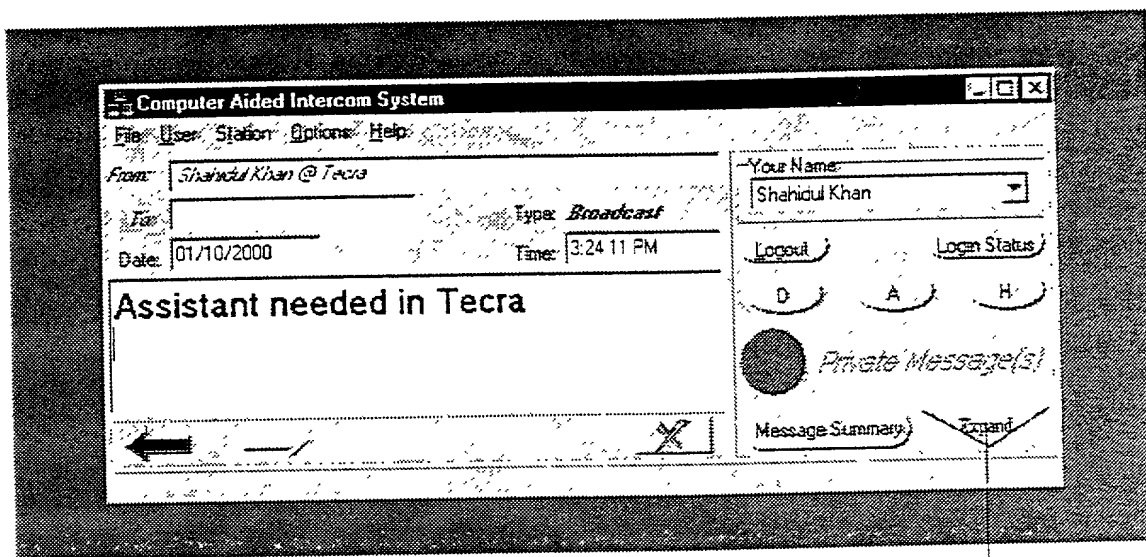 Computer Aided Intercom System
File User Station Options Help
From: Shahidul Khan @ Tecra
To:
Type: Broadcast
Date: 01/10/2000
Time: 3:24 11 PM
Assistant needed in Tecra
Your Name:
Shahidul Khan
Logout
Login Status
D
A
H
Private Message(s)
Message Summary
Expand